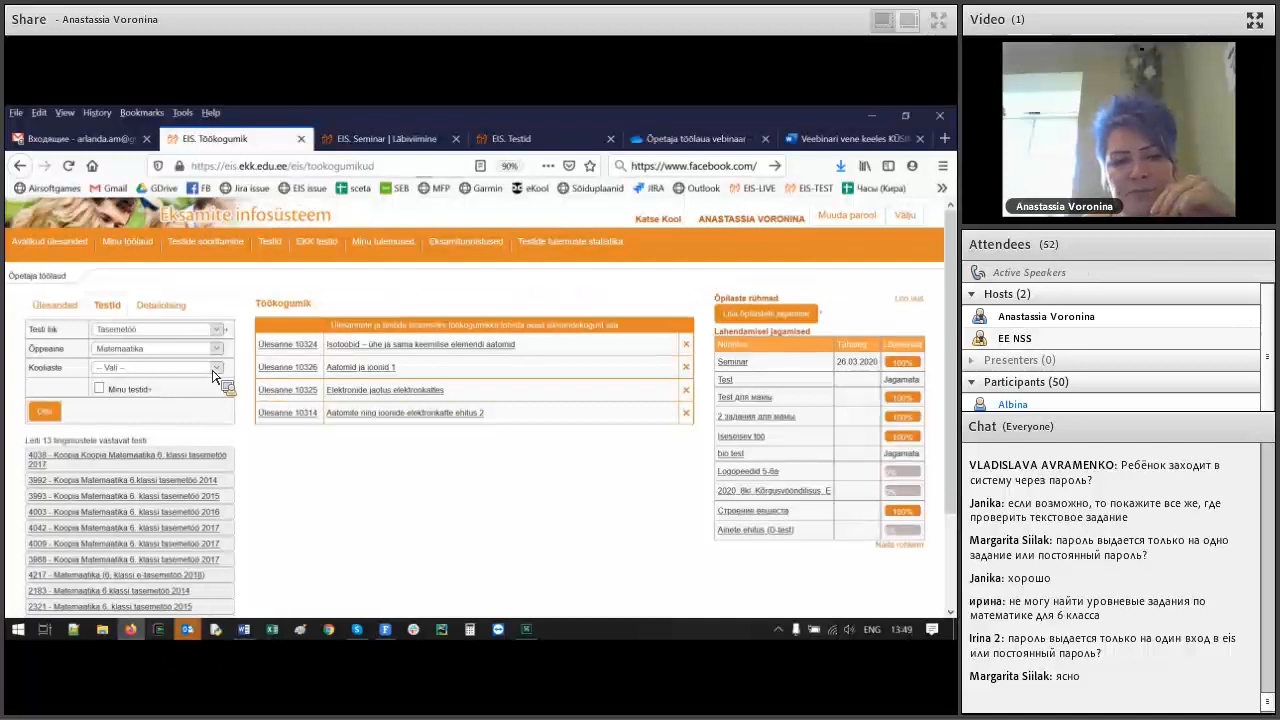 Share - Anastassia Voronina
Video (1)
File Edit View History Bookmarks Tools Help
Входящие - arlanda.am@g
EIS. Töökogumik
EIS. Seminar | Läbiviimine
EIS. Testid
Õpetaja töölaua vebinaar -
Veebinari vene keeles KÜSI
https://eis.ekk.edu.ee/eis/tookogumikud
90%
https://www.facebook.com/
Airsoftgames Gmail GDrive FB Jira issue EIS issue sceta SEB MFP Garmin eKool Sõiduplaanid JIRA Outlook EIS-LIVE EIS-TEST Часы (Кира)
Anastassia Voronina
Eksamite infosüsteem
Katse Kool ANASTASSIA VORONINA Muuda parool Välju
Avalikud ülesanded Minu töölaud Testide sooritamine Testid EKK testid Minu tulemused Eksamitunnistused Testide tulemuste statistika
Õpetaja töölaud
Ülesanded Testid Detailotsing
Testi liik Tasemetöö
Õppeaine Matemaatika
Kooliaste -- Vali --
Minu testid
Otsi
Leiti 13 tingimustele vastavat testi
4038 - Koopia Koopia Matemaatika 6. klassi tasemetöö 2017
3992 - Koopia Matemaatika 6.klassi tasemetöö 2014
3993 - Koopia Matemaatika 6. klassi tasemetöö 2015
4003 - Koopia Matemaatika 6. klassi tasemetöö 2016
4042 - Koopia Matemaatika 6. klassi tasemetöö 2017
4009 - Koopia Matemaatika 6. klassi tasemetöö 2017
3988 - Koopia Matemaatika 6. klassi tasemetöö 2017
4217 - Matemaatika (6. klassi e-tasemetöö 2018)
2183 - Matemaatika 6 klassi tasemetöö 2014
2321 - Matemaatika 6. klassi tasemetöö 2015
Töökogumik
Ülesannete ja testide lisamiseks töökogumikku lohista need siia
Ülesanne 10324 Isotoobid – ühe ja sama keemilise elemendi aatomid
Ülesanne 10326 Aatomid ja ioonid 1
Ülesanne 10325 Elektronide jaotus elektronkattes
Ülesanne 10314 Aatomite ning ioonide elektronkatte ehitus 2
Õpilaste rühmad Loo uus
Lisa õpilastele jagamine
Lahendamisel jagamised
Nimetus Tähtaeg
Seminar 26.03.2020 100%
Test Jagamata
Test для мамы 100%
2 задания для мамы 100%
Iseseisev töö 100%
bio test Jagamata
Logopeedid 5-6a
2020_8kl_Kõrgusvööndilisus_E
Строение вещества 100%
Ainete ehitus (D-test)
Näita rohkem
ENG 13:49
Attendees (52)
Active Speakers
Hosts (2)
Anastassia Voronina
EE NSS
Presenters (0)
Participants (50)
Albina
Chat (Everyone)
VLADISLAVA AVRAMENKO: Ребёнок заходит в
систему через пароль?
Janika: если возможно, то покажите все же, где
проверить текстовое задание
Margarita Siilak: пароль выдается только на одно
задание или постоянный пароль?
Janika: хорошо
ирина: не могу найти уровневые задания по
математике для 6 класса
Irina 2: пароль выдается только на один вход в eis
или постоянный пароль?
Margarita Siilak: ясно